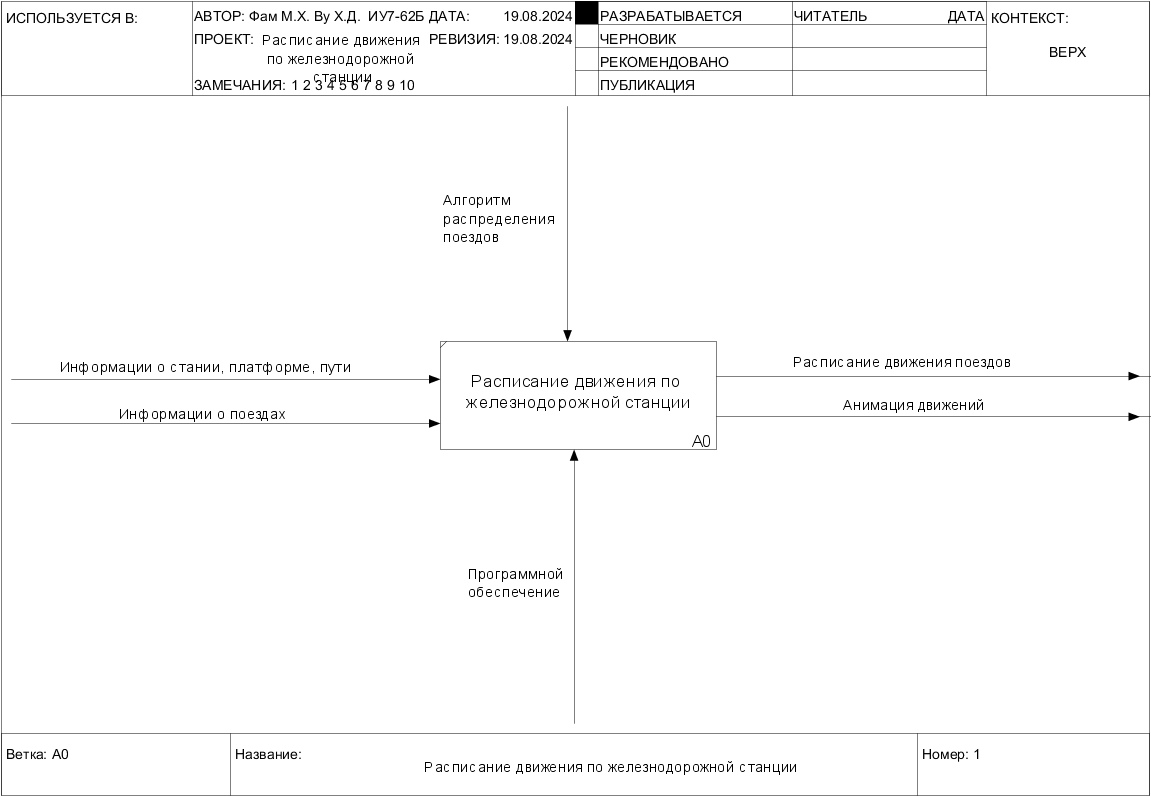 ИСПОЛЬЗУЕТСЯ В:
АВТОР: Фам М.Х. Ву Х.Д. ИУ7-62Б ДАТА: 19.08.2024
ПРОЕКТ: Расписание движения
по железнодорожной
станции
РЕВИЗИЯ: 19.08.2024
ЗАМЕЧАНИЯ: 1 2 3 4 5 6 7 8 9 10
РАЗРАБАТЫВАЕТСЯ
ЧЕРНОВИК
РЕКОМЕНДОВАНО
ПУБЛИКАЦИЯ
ЧИТАТЕЛЬ ДАТА
КОНТЕКСТ:
ВЕРХ
Алгоритм
распределения
поездов
Информации о стании, платформе, пути
Информации о поездах
Расписание движения по
железнодорожной станции
A0
Расписание движения поездов
Анимация движений
Программной
обеспечение
Ветка: A0
Название:
Расписание движения по железнодорожной станции
Номер: 1